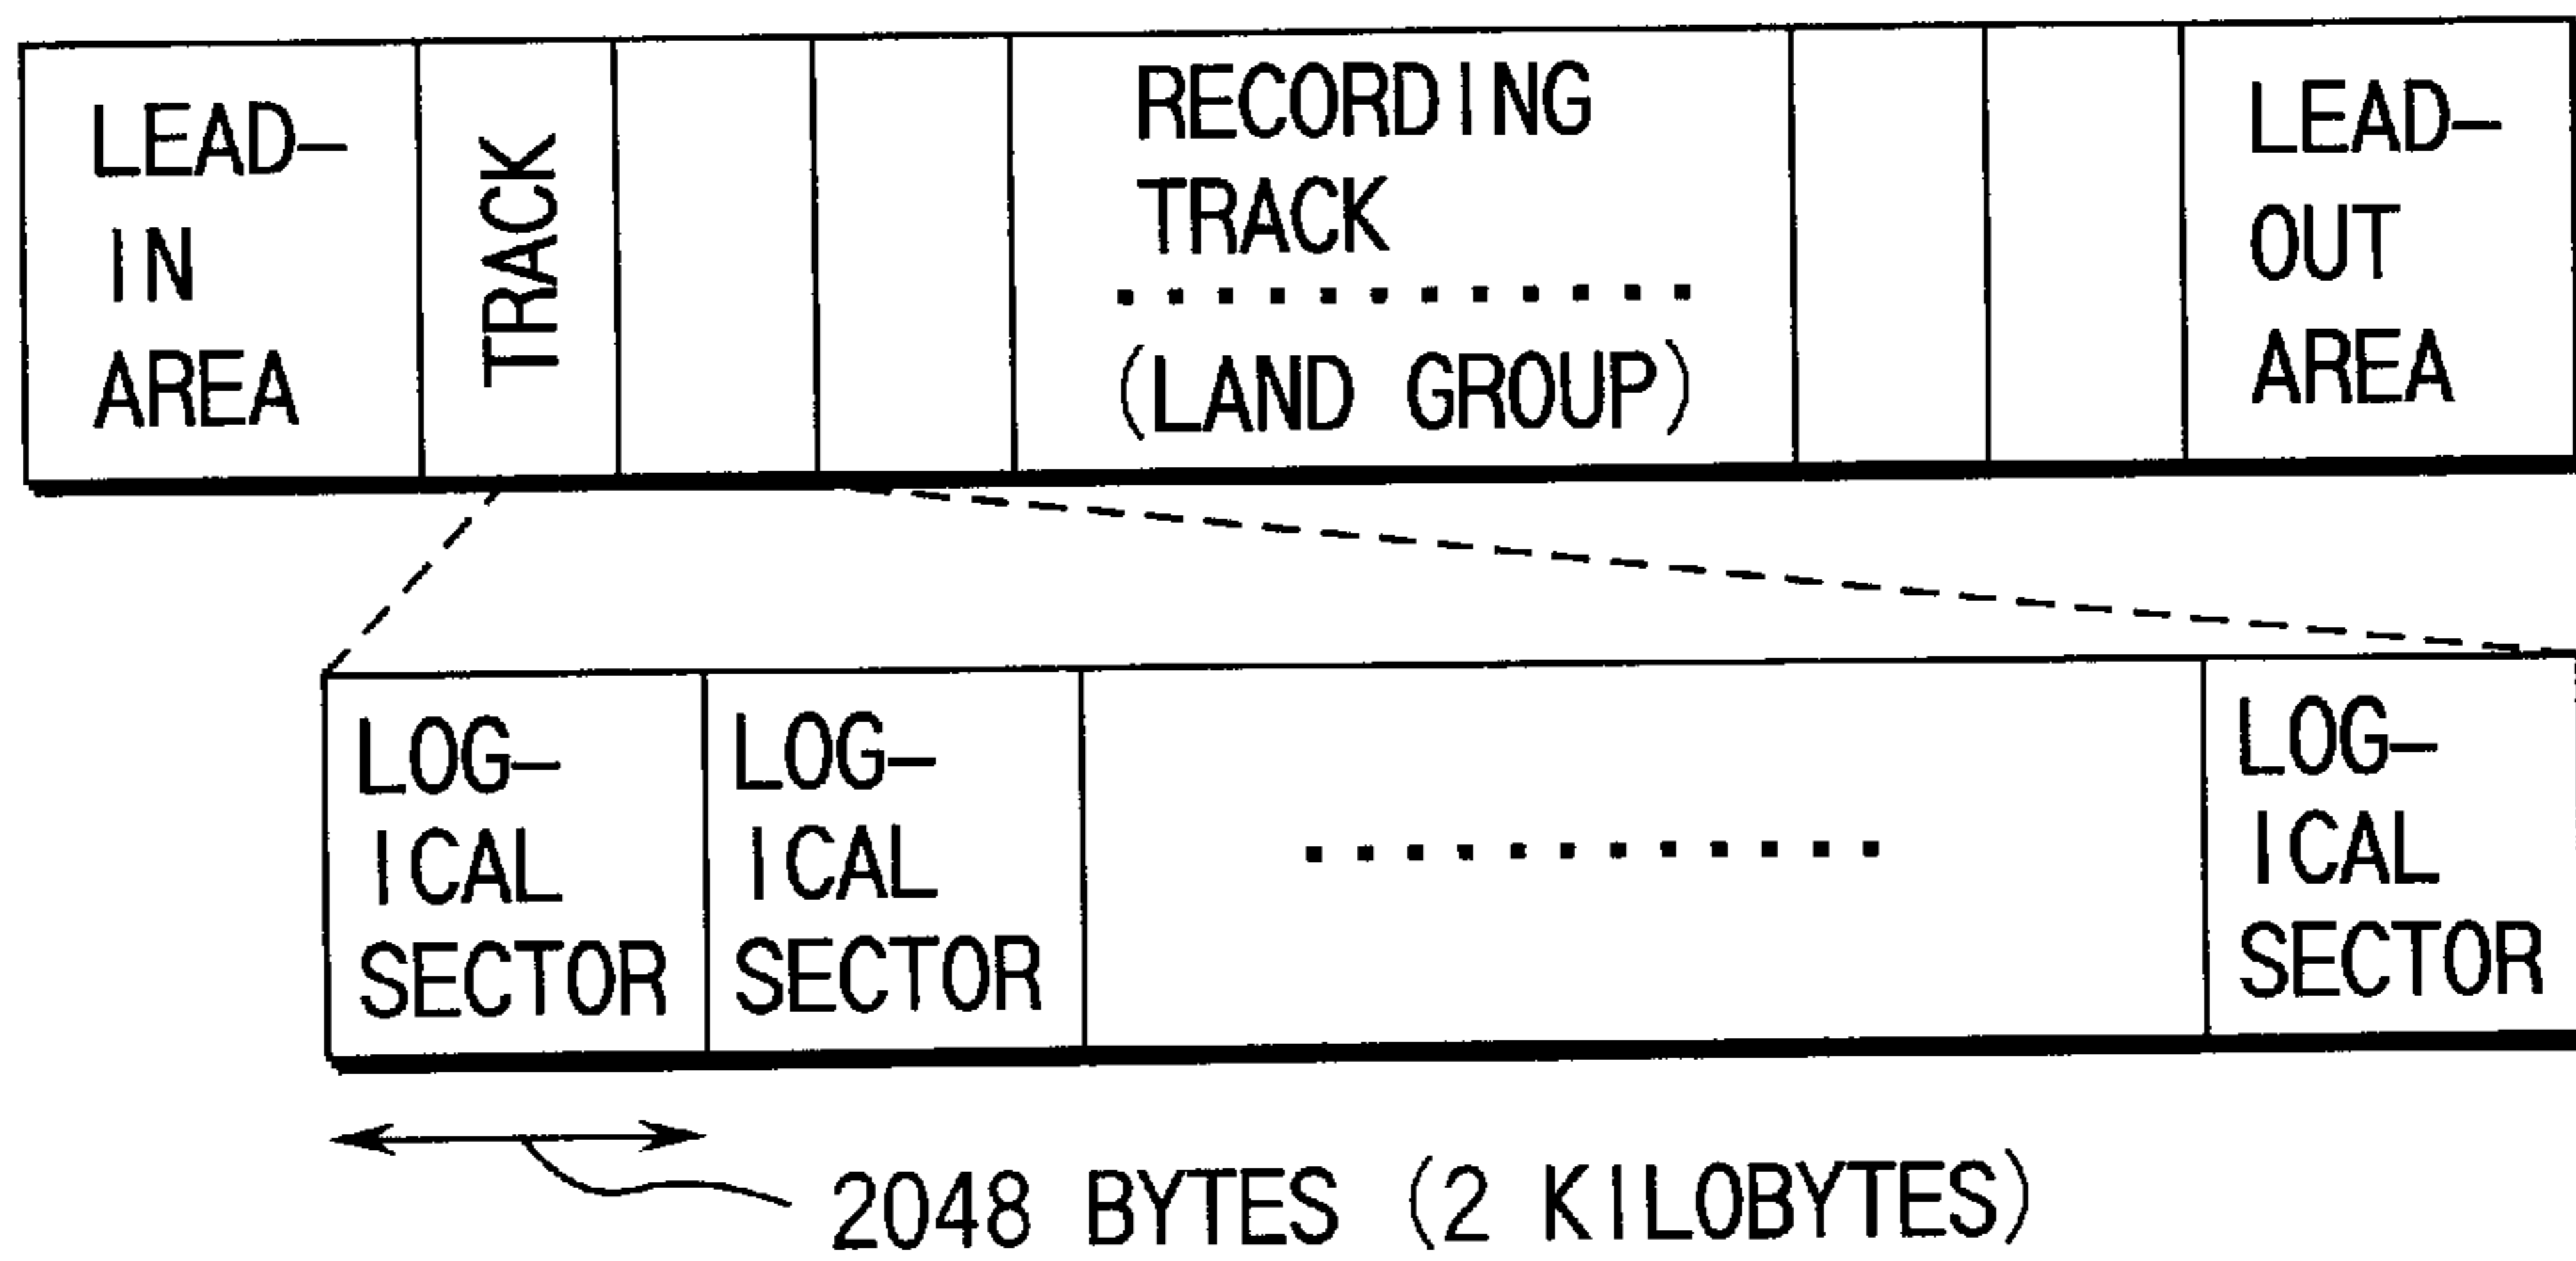 LEAD-
IN
AREA
TRACK
RECORDING
TRACK
............
(LAND GROUP)
LEAD-
OUT
AREA
LOG-
ICAL
SECTOR
LOG-
ICAL
SECTOR
............
LOG-
ICAL
SECTOR
2048 BYTES (2 KILOBYTES)